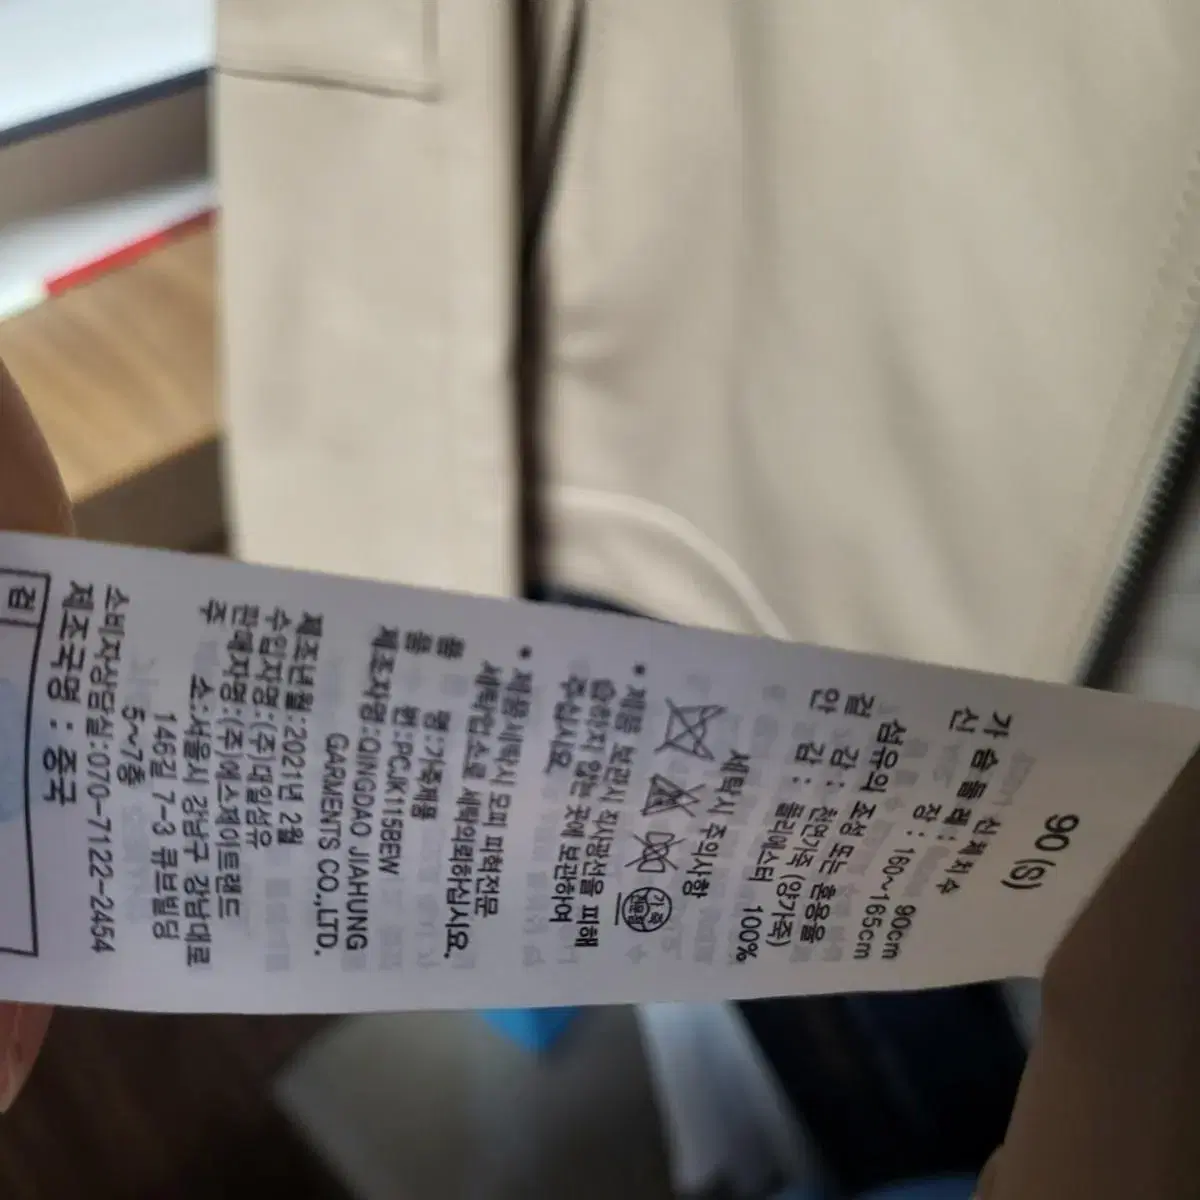 90 (S)
신체치수
가슴둘레: 90cm
신 장: 160~165cm
섬유의 조성 또는 혼용율
겉 감: 천연가죽 (양가죽)
안 감: 폴리에스터 100%
세탁시 주의사항
가죽
전용
* 제품 보관시 직사광선을 피해
습하지 않는 곳에 보관하여
주십시요.
* 제품 세탁시 모피 피혁전문
세탁업소로 세탁의뢰하십시요.
품 명:가죽제품
품 번:PCJK115BEW
제조자명:QINGDAO JIAHUNG
GARMENTS CO.,LTD.
제조년월:2021년 2월
수입자명:(주)대일섬유
판매자명:(주)에스제이트렌드
주 소:서울시 강남구 강남대로
146길 7-3 큐브빌딩
5~7층
소비자상담실:070-7122-2454
제조국명: 중국